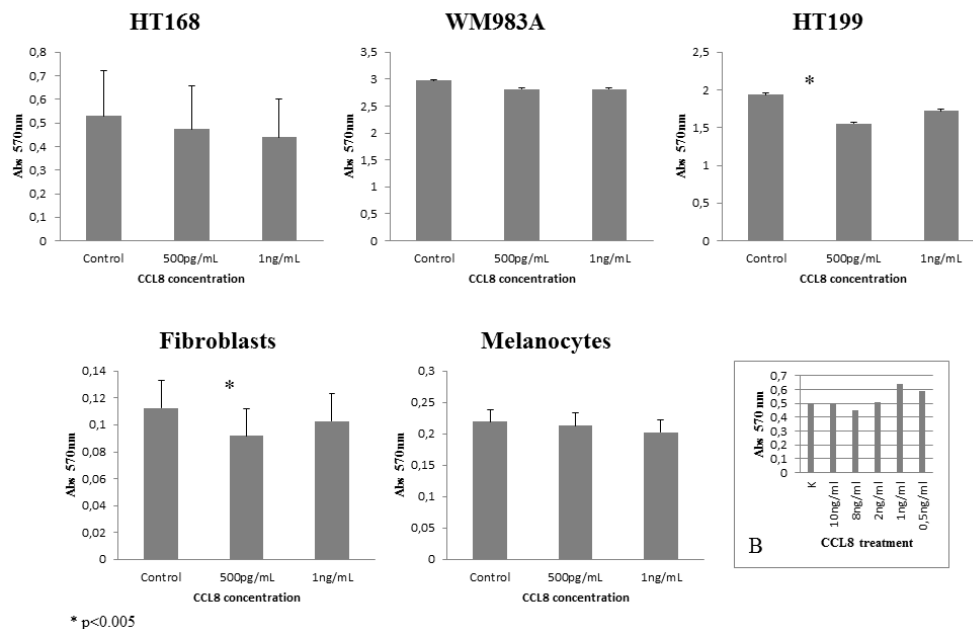 HT168
0,8
0,7
0,6
0,5
0,4
0,3
0,2
0,1
0
Abs 570nm
Control 500pg/mL 1ng/mL
CCL8 concentration
WM983A
3,5
3
2,5
2
1,5
1
0,5
0
Abs 570nm
Control 500pg/mL 1ng/mL
CCL8 concentration
HT199
2,5
2
1,5
1
0,5
0
Abs 570nm
*
Control 500pg/mL 1ng/mL
CCL8 concentration
Fibroblasts
0,14
0,12
0,1
0,08
0,06
0,04
0,02
0
Abs 570nm
*
Control 500pg/mL 1ng/mL
CCL8 concentration
Melanocytes
0,3
0,25
0,2
0,15
0,1
0,05
0
Abs 570nm
Control 500pg/mL 1ng/mL
CCL8 concentration
0,7
0,6
0,5
0,4
0,3
0,2
0,1
0
Abs 570 nm
K
10ng/ml
8ng/ml
2ng/ml
1ng/ml
0,5ng/ml
B
CCL8 treatment
* p<0.005